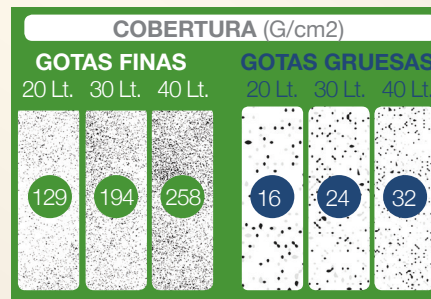 COBERTURA (G/cm2)
GOTAS FINAS
20 Lt. 30 Lt. 40 Lt.
129 194 258
GOTAS GRUESAS
20 Lt. 30 Lt. 40 Lt.
16 24 32